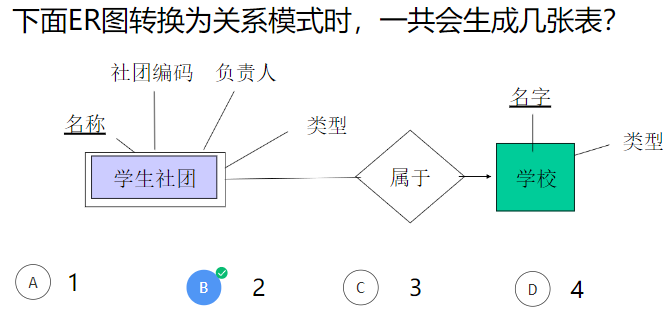 下面ER图转换为关系模式时，一共会生成几张表？
社团编码 负责人
名称
类型
学生社团
属于
名字
类型
学校
A 1
B 2
C 3
D 4